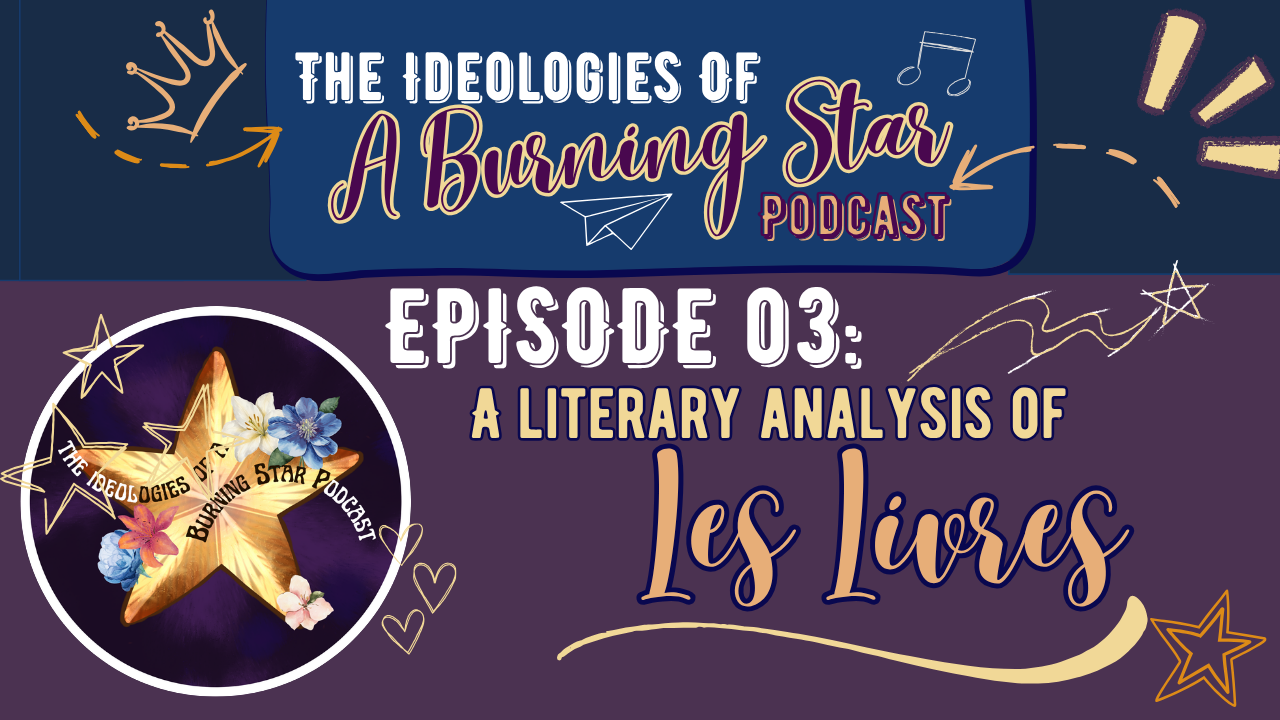 THE IDEOLOGIES OF
A Burning Star
PODCAST
EPISODE 03:
A LITERARY ANALYSIS OF
Les Livres
THE IDEOLOGIES OF A
BURNING STAR PODCAST